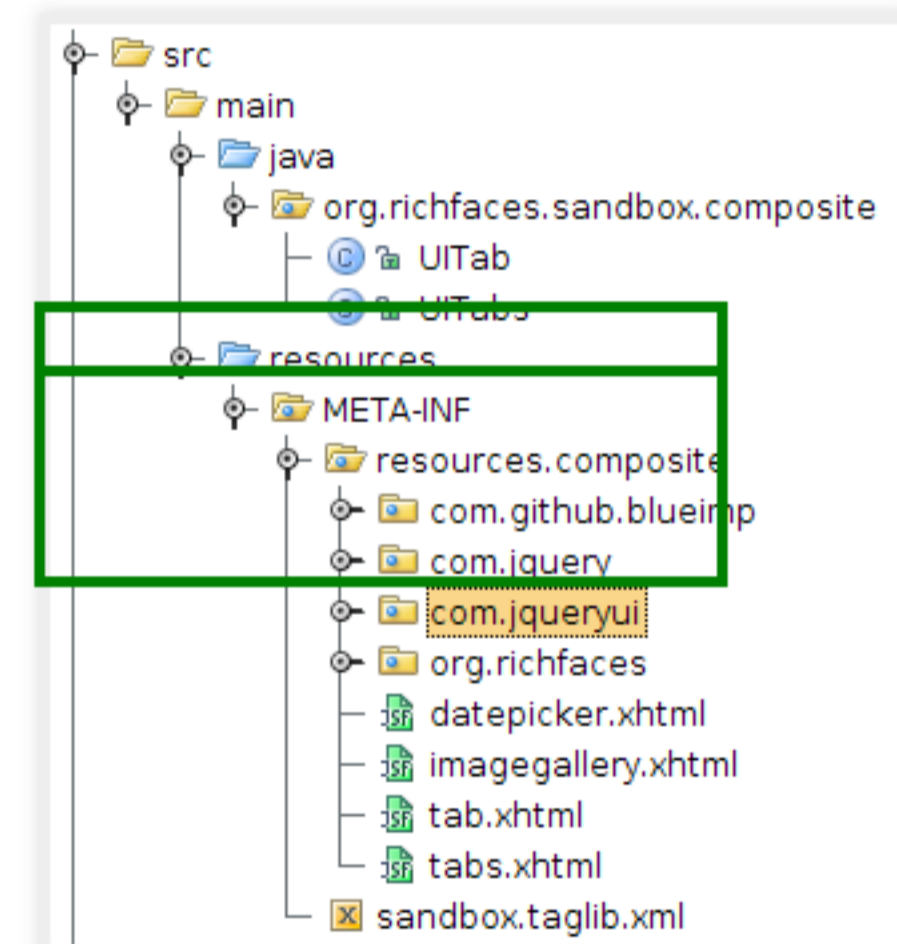 src
main
java
org.richfaces.sandbox.composite
UITab
UITabs
resources
META-INF
resources.composite
com.github.blueimp
com.jquery
com.jqueryui
org.richfaces
datepicker.xhtml
imagegallery.xhtml
tab.xhtml
tabs.xhtml
sandbox.taglib.xml